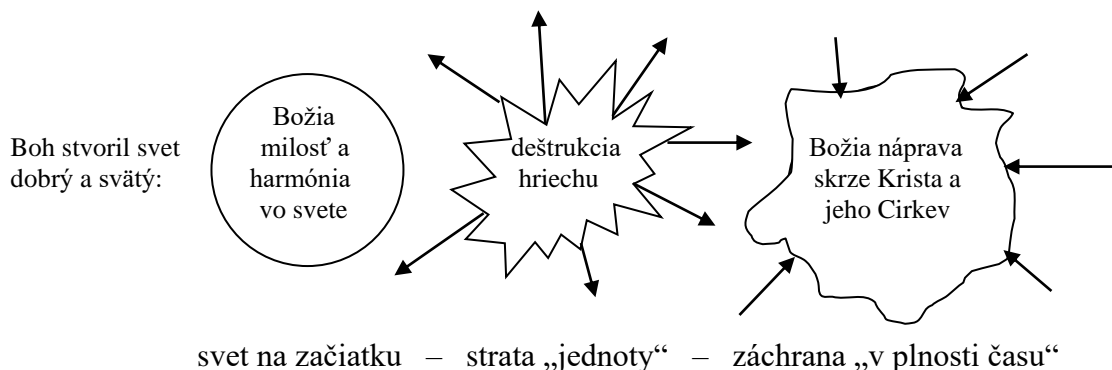 Boh stvoril svet
dobrý a svätý:
Božia
milosť a
harmónia
vo svete
deštrukcia
hriechu
Božia náprava
skrze Krista a
jeho Cirkev
svet na začiatku – strata „jednoty“ – záchrana „v plnosti času“